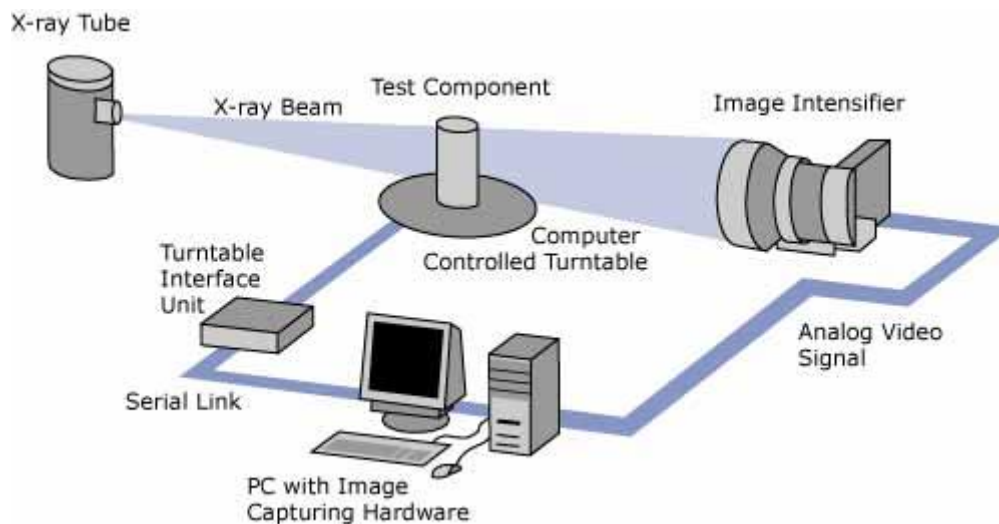 X-ray Tube
X-ray Beam
Test Component
Image Intensifier
Computer
Controlled Turntable
Turntable
Interface
Unit
Analog Video
Signal
Serial Link
PC with Image
Capturing Hardware